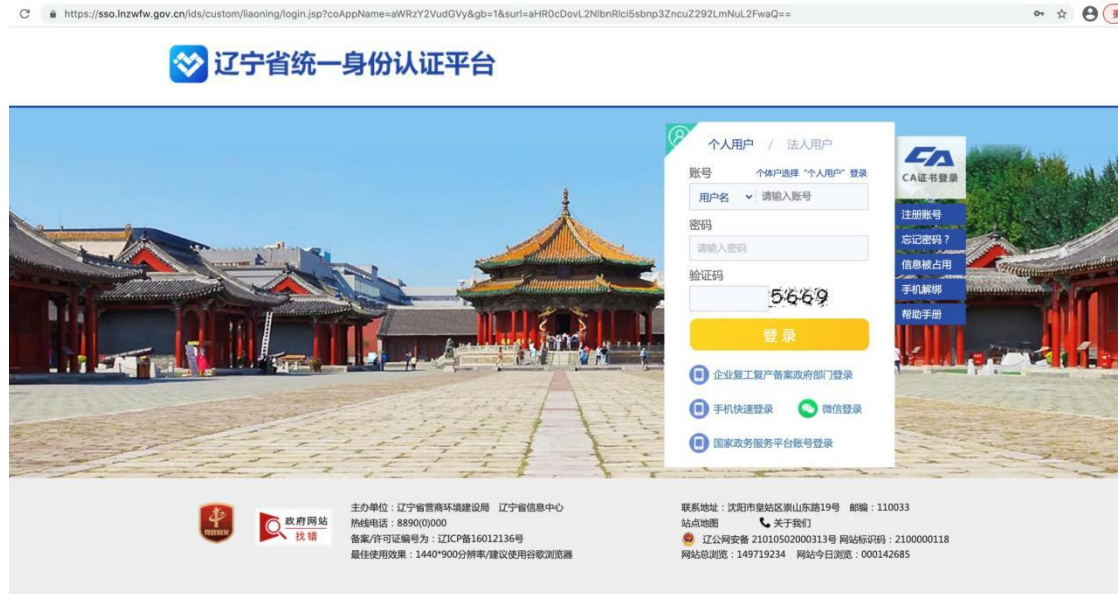 https://sso.lnzwfw.gov.cn/ids/custom/liaoning/login.jsp?coAppName=aWRzY2VudGVy&gb=1&surl=aHR0cDovL2NlbnRlci5sbnp3ZncuZ292LmNuL2FwaQ==
辽宁省统一身份认证平台
个人用户 / 法人用户
账号 个体户选择“个人用户”登录
用户名 请输入账号
密码
请输入密码
验证码
5669
登录
企业复工复产备案政府部门登录
手机快速登录 微信登录
国家政务服务平台账号登录
CA
CA证书登录
注册账号
忘记密码？
信息被占用
手机解绑
帮助手册
党政机关
政府网站
找错
主办单位：辽宁省营商环境建设局 辽宁省信息中心
热线电话：8890(0)000
备案/许可证编号为：辽ICP备16012136号
最佳使用效果：1440*900分辨率/建议使用谷歌浏览器
联系地址：沈阳市皇姑区崇山东路19号 邮编：110033
站点地图 关于我们
辽公网安备 21010502000313号 网站标识码：2100000118
网站总浏览：149719234 网站今日浏览：000142685